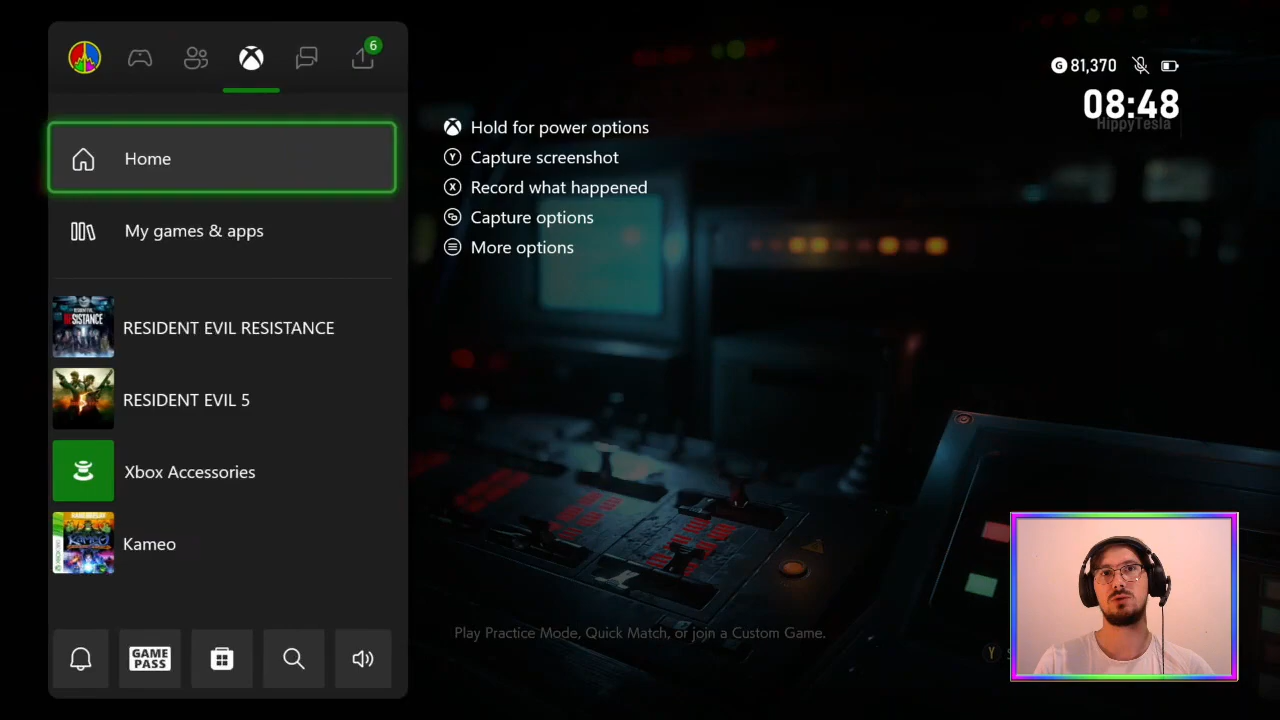 6
Home
My games & apps
RESIDENT EVIL RESISTANCE
RESIDENT EVIL 5
Xbox Accessories
Kameo
GAME
PASS
Hold for power options
Y Capture screenshot
X Record what happened
Capture options
More options
G 81,370
08:48
HippyTesla
Play Practice Mode, Quick Match, or join a Custom Game.
Y